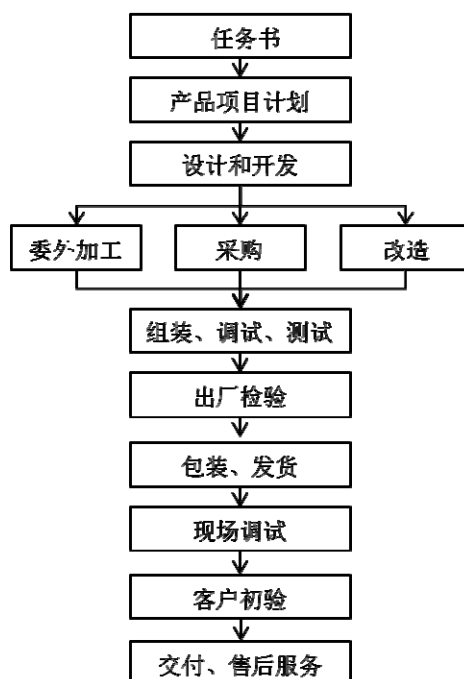 任务书
产品项目计划
设计和开发
委外加工
采购
改造
组装、调试、测试
出厂检验
包装、发货
现场调试
客户初验
交付、售后服务